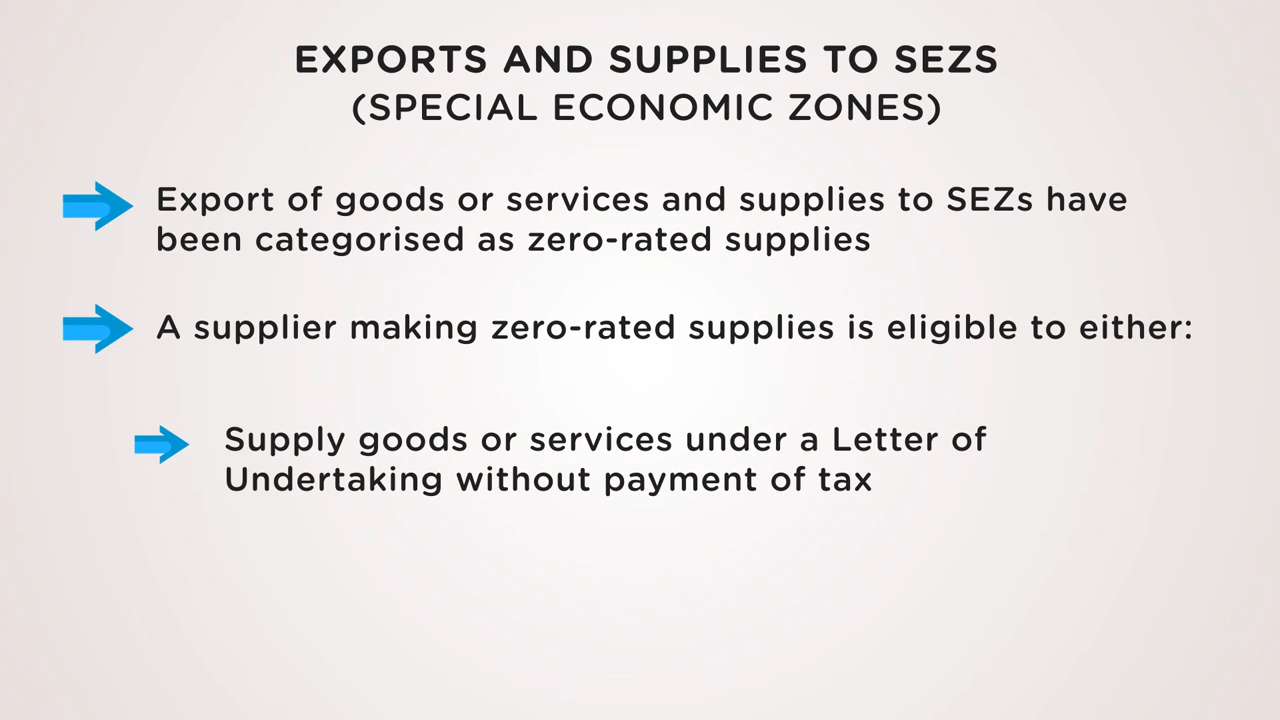 EXPORTS AND SUPPLIES TO SEZS
(SPECIAL ECONOMIC ZONES)
Export of goods or services and supplies to SEZs have
been categorised as zero-rated supplies
A supplier making zero-rated supplies is eligible to either:
Supply goods or services under a Letter of
Undertaking without payment of tax